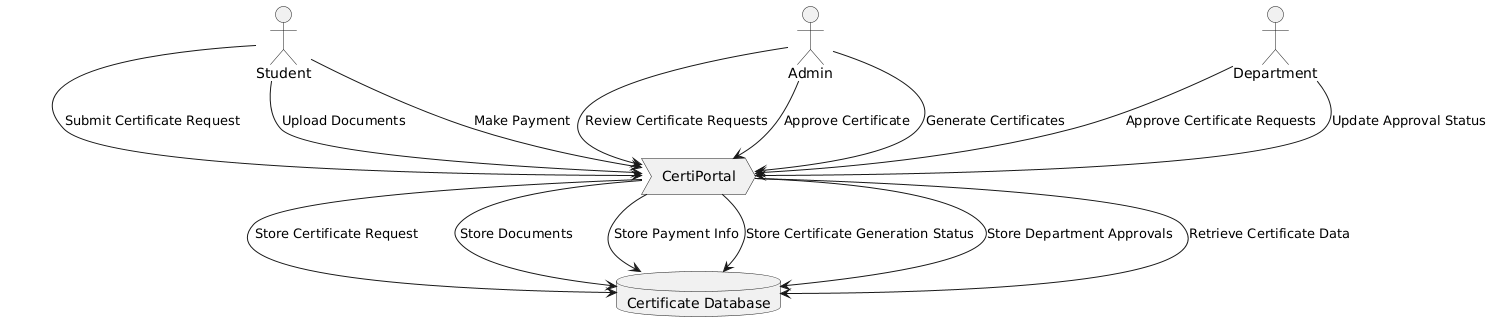 Student
Admin
Department
Submit Certificate Request
Upload Documents
Make Payment
Review Certificate Requests
Approve Certificate
Generate Certificates
Approve Certificate Requests
Update Approval Status
CertiPortal
Store Certificate Request
Store Documents
Store Payment Info
Store Certificate Generation Status
Store Department Approvals
Retrieve Certificate Data
Certificate Database